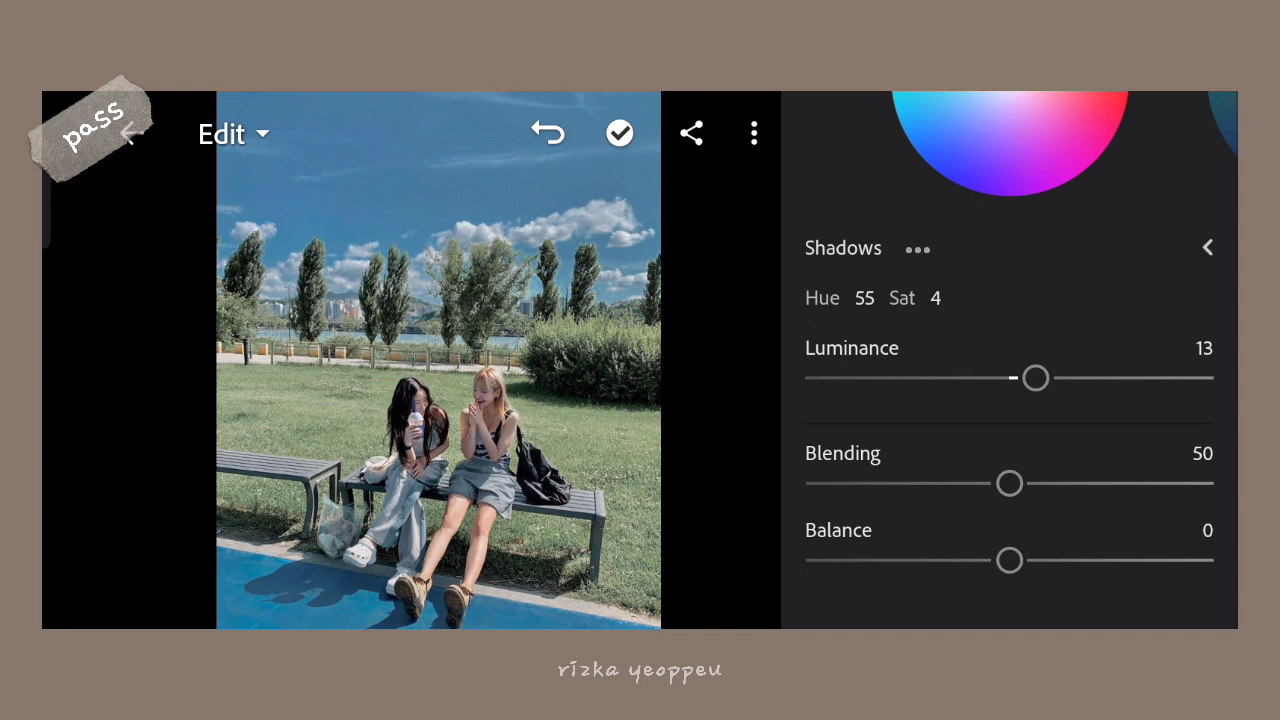 pass
Edit
Shadows
Hue 55 Sat 4
Luminance 13
Blending 50
Balance 0
rizka yeoppeu